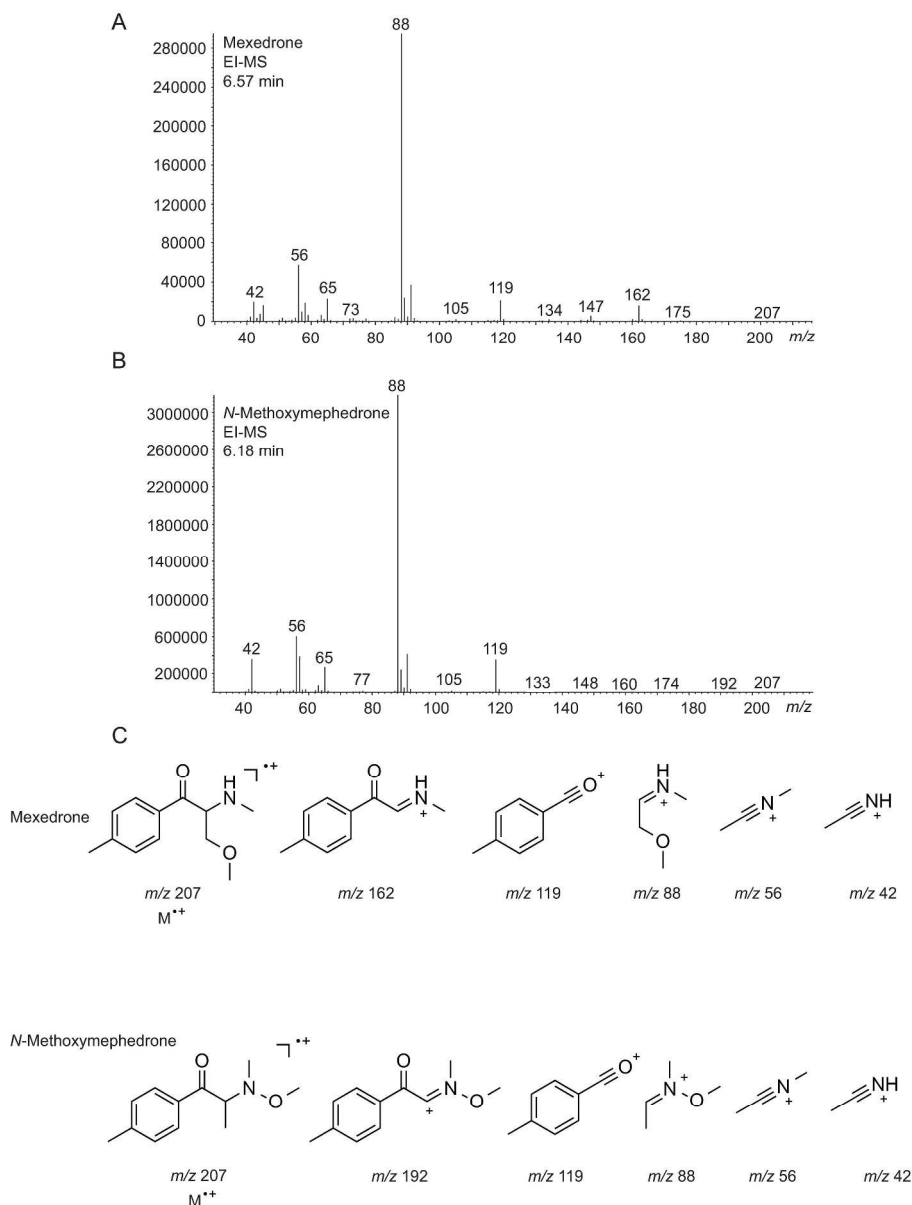 A
Mexedrone
EI-MS
6.57 min
280000
240000
200000
160000
120000
80000
40000
0
88
56
42
65
73
105
119
134
147
162
175
207
40 60 80 100 120 140 160 180 200 m/z
B
N-Methoxymephedrone
EI-MS
6.18 min
3000000
2600000
2200000
1800000
1400000
1000000
600000
200000
88
56
42
65
77
105
119
133
148
160
174
192
207
40 60 80 100 120 140 160 180 200 m/z
C
Mexedrone
O H N O •+
O H N +
O +
H N + O
N +
NH +
m/z 207 m/z 162 m/z 119 m/z 88 m/z 56 m/z 42
M•+
N-Methoxymephedrone
O N O •+
O N O +
O +
N + O
N +
NH +
m/z 207 m/z 192 m/z 119 m/z 88 m/z 56 m/z 42
M•+